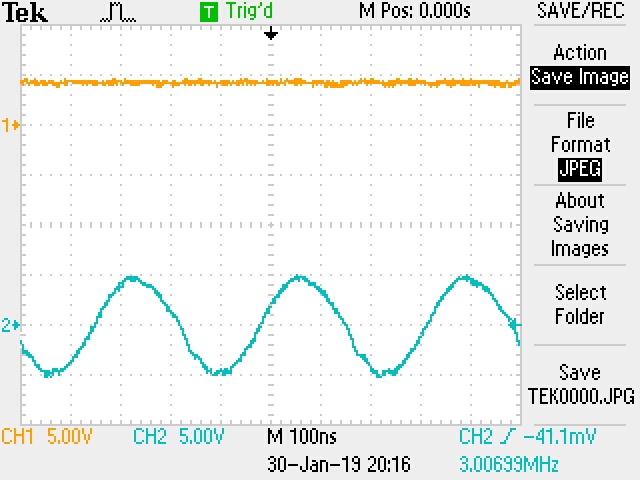 Tek
T Trig'd
M Pos: 0.000s
SAVE/REC
Action
Save Image
File
Format
JPEG
About
Saving
Images
Select
Folder
Save
TEK0000.JPG
1
2
CH1 5.00V
CH2 5.00V
M 100ns
CH2 -41.1mV
30-Jan-19 20:16
3.00699MHz